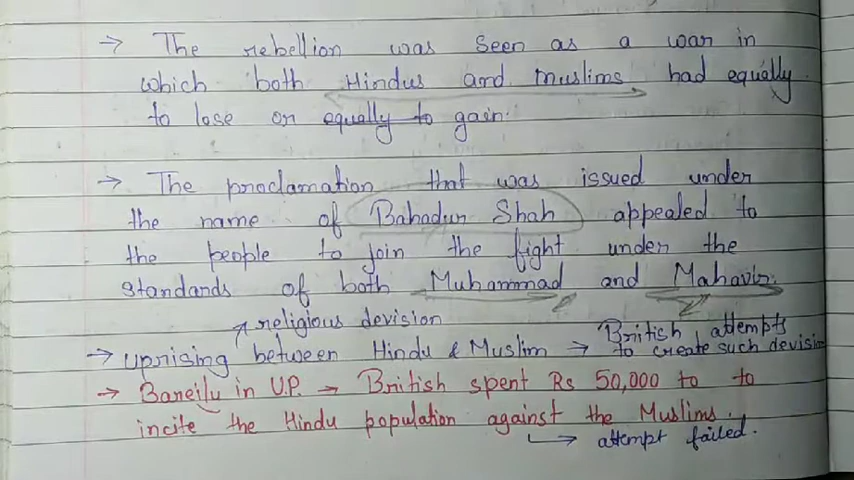 → The rebellion was seen as a war in
which both Hindus and Muslims had equally
to lose or equally to gain.
→ The proclamation that was issued under
the name of Bahadur Shah appealed to
the people to join the fight under the
standards of both Muhammad and Mahavir.
religious devision
→ uprising between Hindu & Muslim → British attempts
to create such devision
→ Bareilly in U.P. → British spent Rs 50,000 to to
incite the Hindu population against the Muslims.
→ attempt failed.